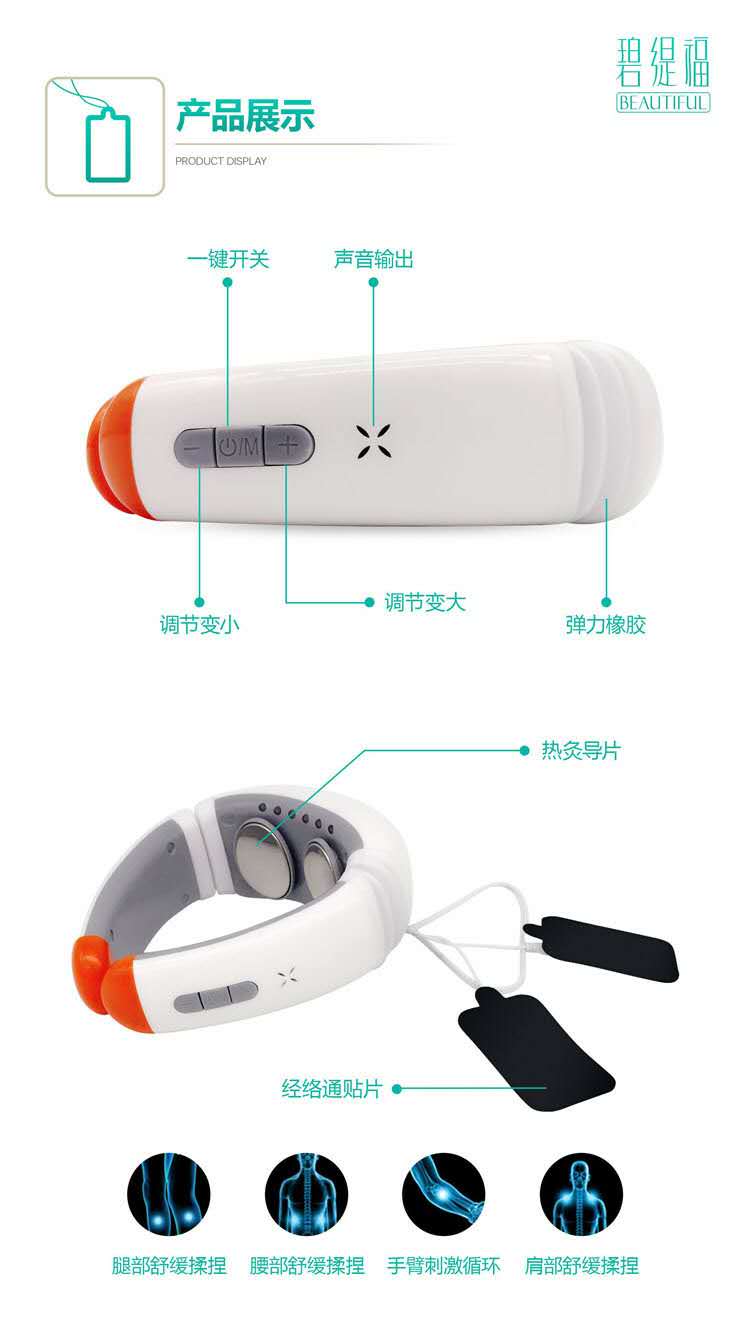 碧缇福
BEAUTIFUL
产品展示
PRODUCT DISPLAY
一键开关
声音输出
− ⏻/M +
调节变小
调节变大
弹力橡胶
热灸导片
经络通贴片
腿部舒缓揉捏
腰部舒缓揉捏
手臂刺激循环
肩部舒缓揉捏